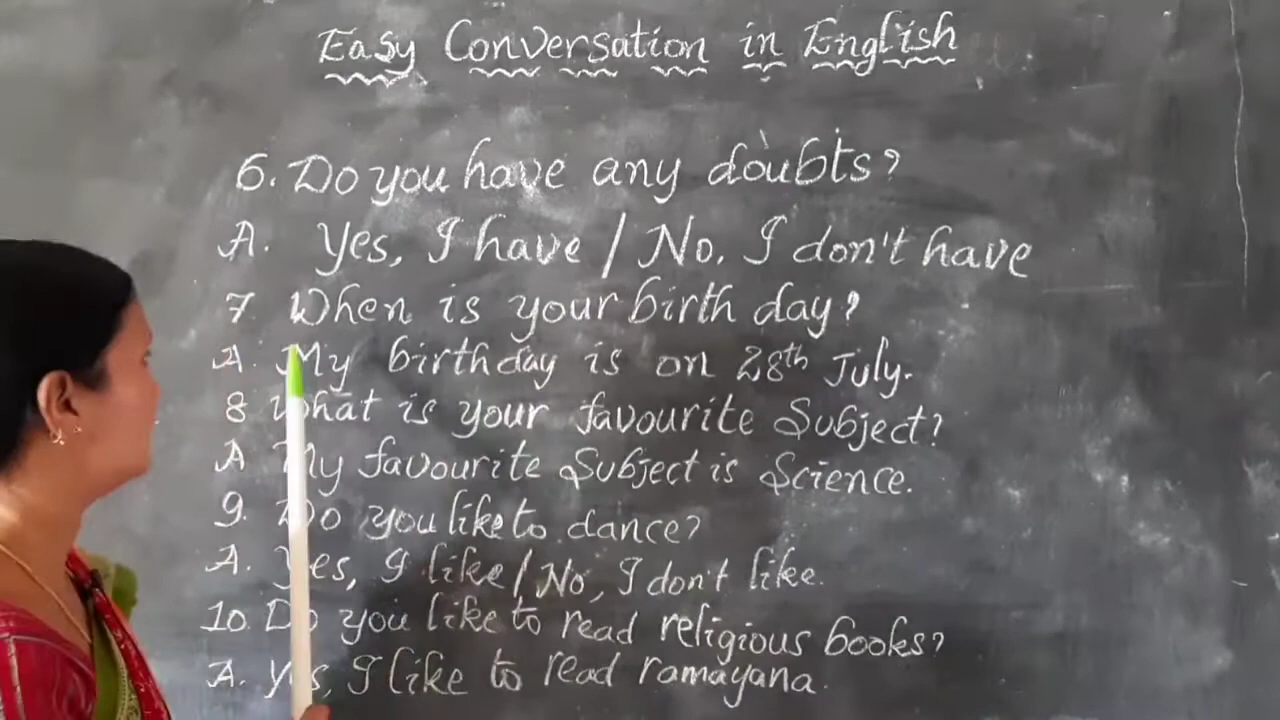 Easy Conversation in English
6. Do you have any doubts?
A. Yes, I have / No, I don't have
7 When is your birth day?
A. My birthday is on 28th July.
8 What is your favourite Subject?
A My favourite Subject is Science.
9. Do you like to dance?
A. Yes, I like / No, I don't like.
10. Do you like to read religious books?
A. Yes, I like to read ramayana.